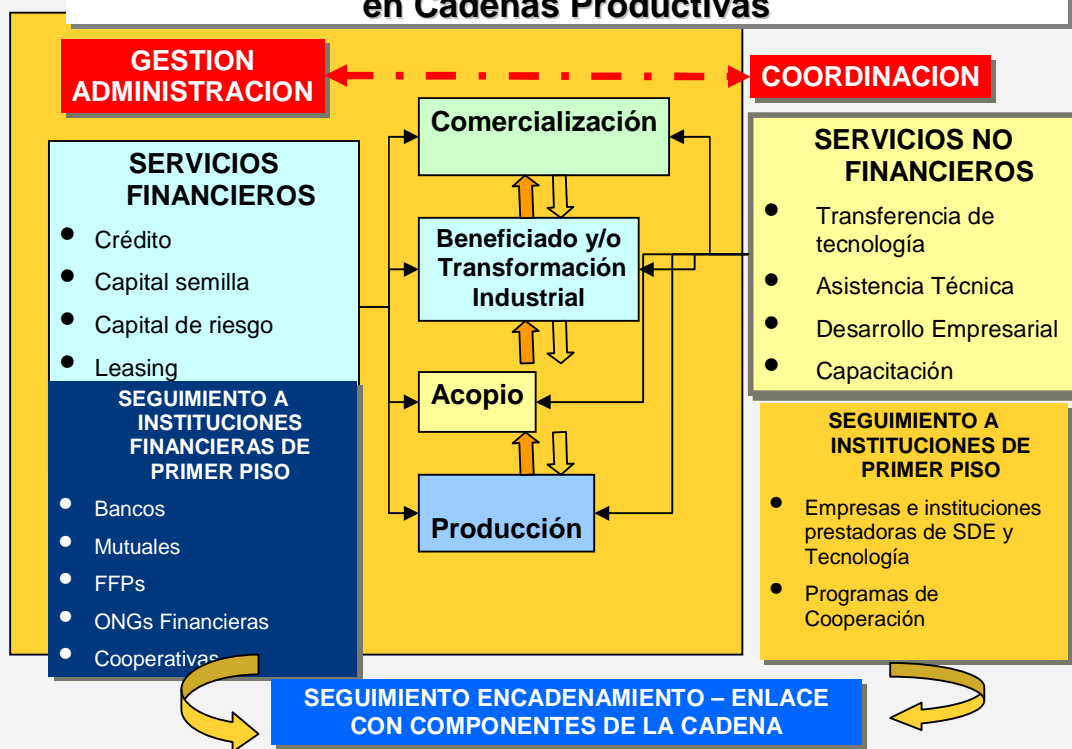 en Cadenas Productivas
GESTION
ADMINISTRACION
COORDINACION
Comercialización
SERVICIOS
FINANCIEROS
• Crédito
• Capital semilla
• Capital de riesgo
• Leasing
Beneficiado y/o
Transformación
Industrial
Acopio
Producción
SERVICIOS NO
FINANCIEROS
• Transferencia de
tecnología
• Asistencia Técnica
• Desarrollo Empresarial
• Capacitación
SEGUIMIENTO A
INSTITUCIONES
FINANCIERAS DE
PRIMER PISO
• Bancos
• Mutuales
• FFPs
• ONGs Financieras
• Cooperativas
SEGUIMIENTO A
INSTITUCIONES DE
PRIMER PISO
• Empresas e instituciones
prestadoras de SDE y
Tecnología
• Programas de
Cooperación
SEGUIMIENTO ENCADENAMIENTO – ENLACE
CON COMPONENTES DE LA CADENA